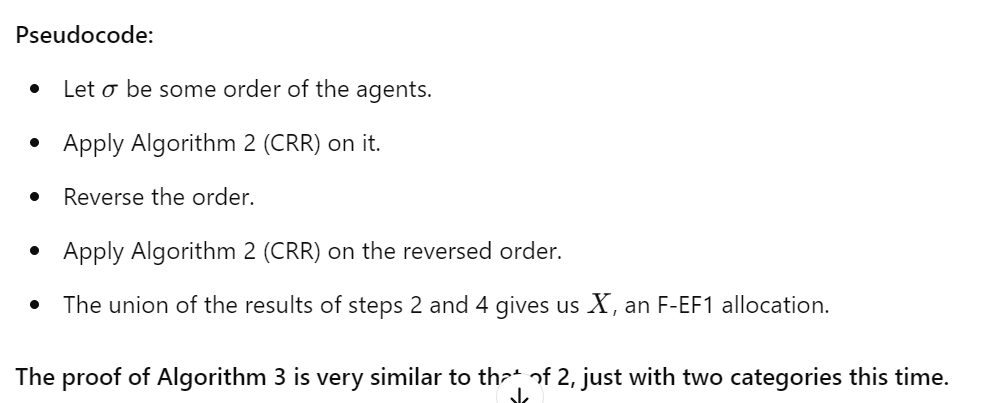 Pseudocode:
• Let σ be some order of the agents.
• Apply Algorithm 2 (CRR) on it.
• Reverse the order.
• Apply Algorithm 2 (CRR) on the reversed order.
• The union of the results of steps 2 and 4 gives us X, an F-EF1 allocation.
The proof of Algorithm 3 is very similar to that of 2, just with two categories this time.